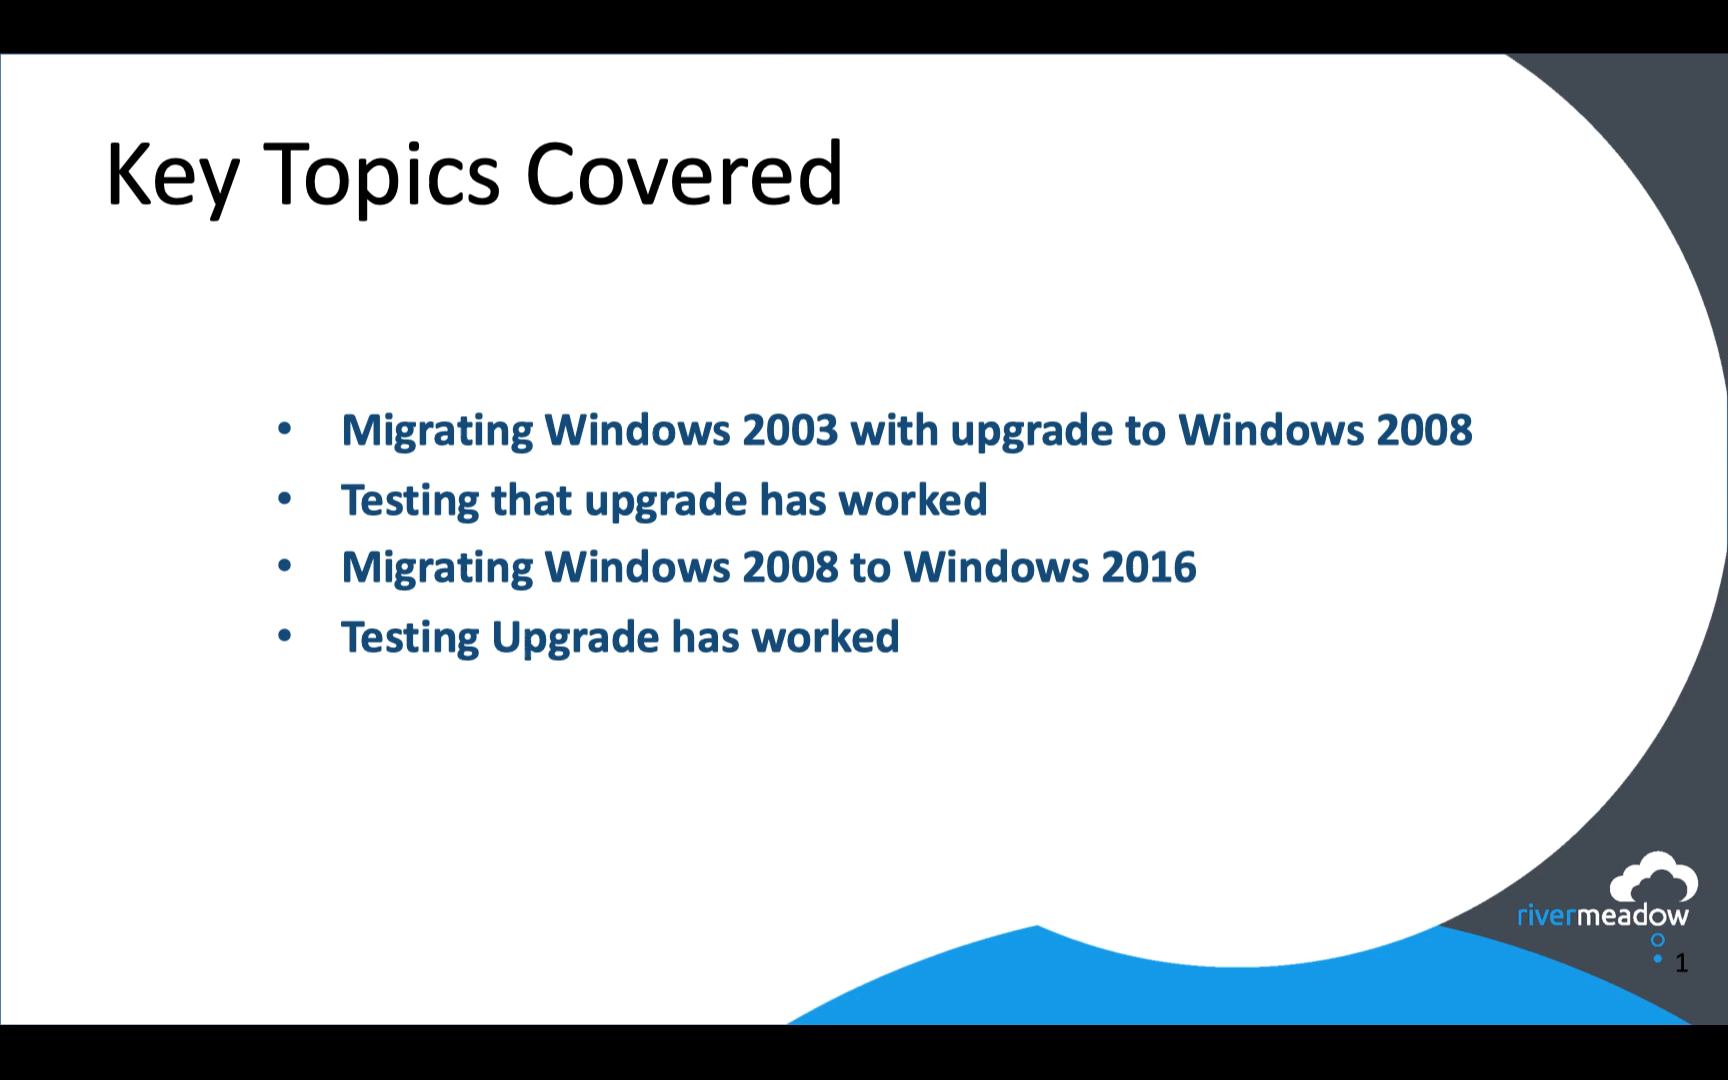 Key Topics Covered
• Migrating Windows 2003 with upgrade to Windows 2008
• Testing that upgrade has worked
• Migrating Windows 2008 to Windows 2016
• Testing Upgrade has worked
rivermeadow
1